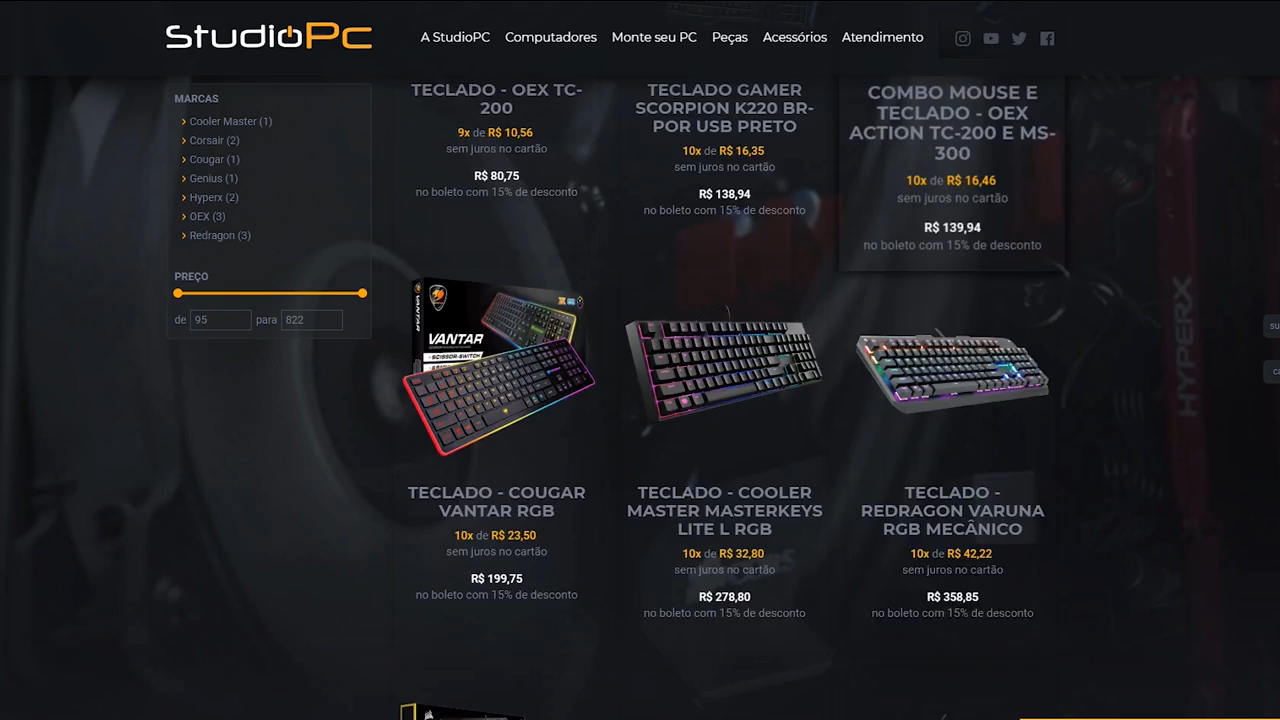 StudioPc
A StudioPC
Computadores
Monte seu PC
Peças
Acessórios
Atendimento
MARCAS
Cooler Master (1)
Corsair (2)
Cougar (1)
Genius (1)
Hyperx (2)
OEX (3)
Redragon (3)
PREÇO
de 95 para 822
TECLADO - OEX TC-
200
9x de R$ 10,56
sem juros no cartão
R$ 80,75
no boleto com 15% de desconto
TECLADO GAMER
SCORPION K220 BR-
POR USB PRETO
10x de R$ 16,35
sem juros no cartão
R$ 138,94
no boleto com 15% de desconto
COMBO MOUSE E
TECLADO - OEX
ACTION TC-200 E MS-
300
10x de R$ 16,46
sem juros no cartão
R$ 139,94
no boleto com 15% de desconto
VANTAR
SCISSOR-SWITCH
TECLADO - COUGAR
VANTAR RGB
10x de R$ 23,50
sem juros no cartão
R$ 199,75
no boleto com 15% de desconto
TECLADO - COOLER
MASTER MASTERKEYS
LITE L RGB
10x de R$ 32,80
sem juros no cartão
R$ 278,80
no boleto com 15% de desconto
TECLADO -
REDRAGON VARUNA
RGB MECÂNICO
10x de R$ 42,22
sem juros no cartão
R$ 358,85
no boleto com 15% de desconto
HYPERX